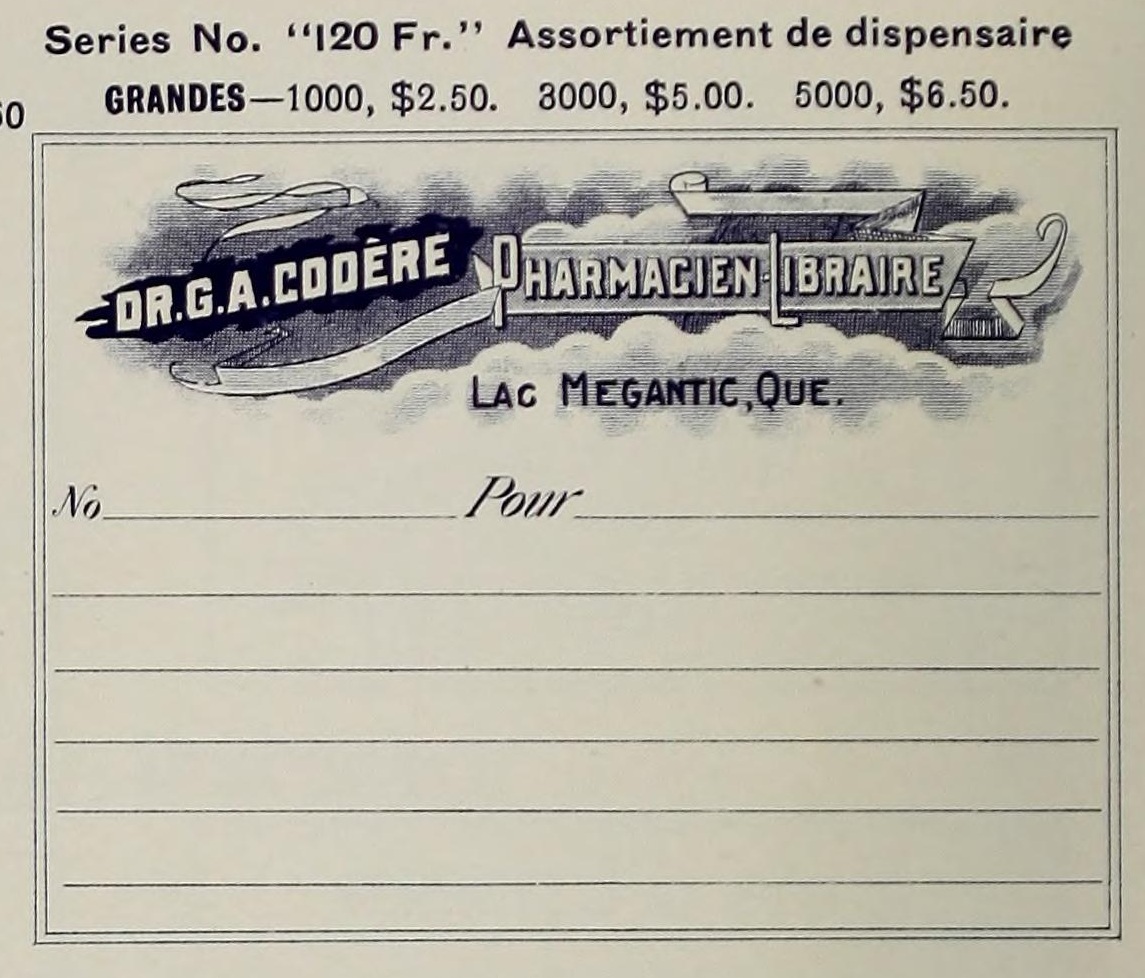 Series No. "120 Fr." Assortiement de dispensaire
GRANDES—1000, $2.50. 3000, $5.00. 5000, $6.50.
DR. G. A. CODÈRE PHARMACIEN-LIBRAIRE
LAC MEGANTIC, QUE.
No Pour